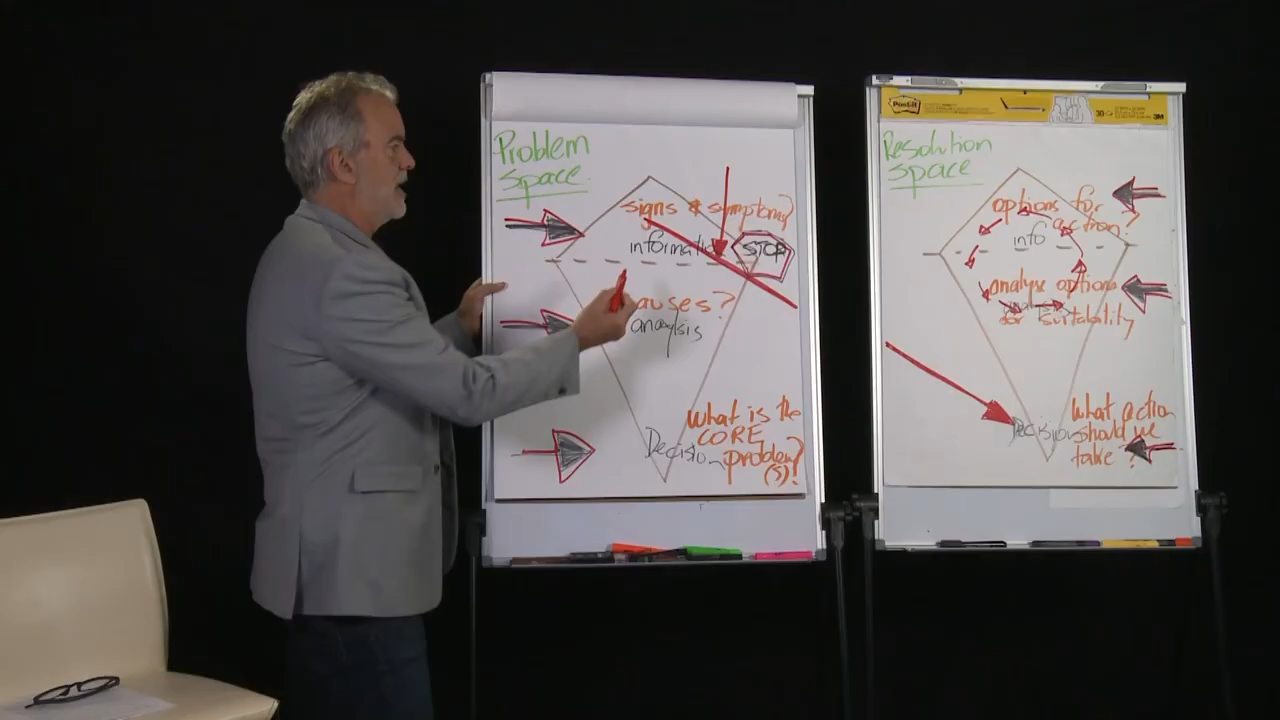 Problem
space.
signs & symptoms?
information
STOP
causes?
analysis
What is the
CORE
Decision
problem
(s)?
Post-it
3M
Resolution
space
options for
action?
info
analyse options
for suitability
What action
Decision
should we
take?